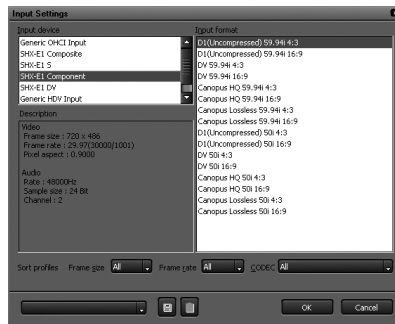 Input Settings
Input device
Generic OHCI Input
SHX-E1 Composite
SHX-E1 S
SHX-E1 Component
SHX-E1 DV
Generic HDV Input
Description
Video
Frame size : 720 x 486
Frame rate : 29.97(30000/1001)
Pixel aspect : 0.9000
Audio
Rate : 48000Hz
Sample size : 24 Bit
Channel : 2
Input format
D1(Uncompressed) 59.94i 4:3
D1(Uncompressed) 59.94i 16:9
DV 59.94i 4:3
DV 59.94i 16:9
Canopus HQ 59.94i 4:3
Canopus HQ 59.94i 16:9
Canopus Lossless 59.94i 4:3
Canopus Lossless 59.94i 16:9
D1(Uncompressed) 50i 4:3
D1(Uncompressed) 50i 16:9
DV 50i 4:3
DV 50i 16:9
Canopus HQ 50i 4:3
Canopus HQ 50i 16:9
Canopus Lossless 50i 4:3
Canopus Lossless 50i 16:9
Sort profiles Frame size All Frame rate All CODEC All
OK Cancel